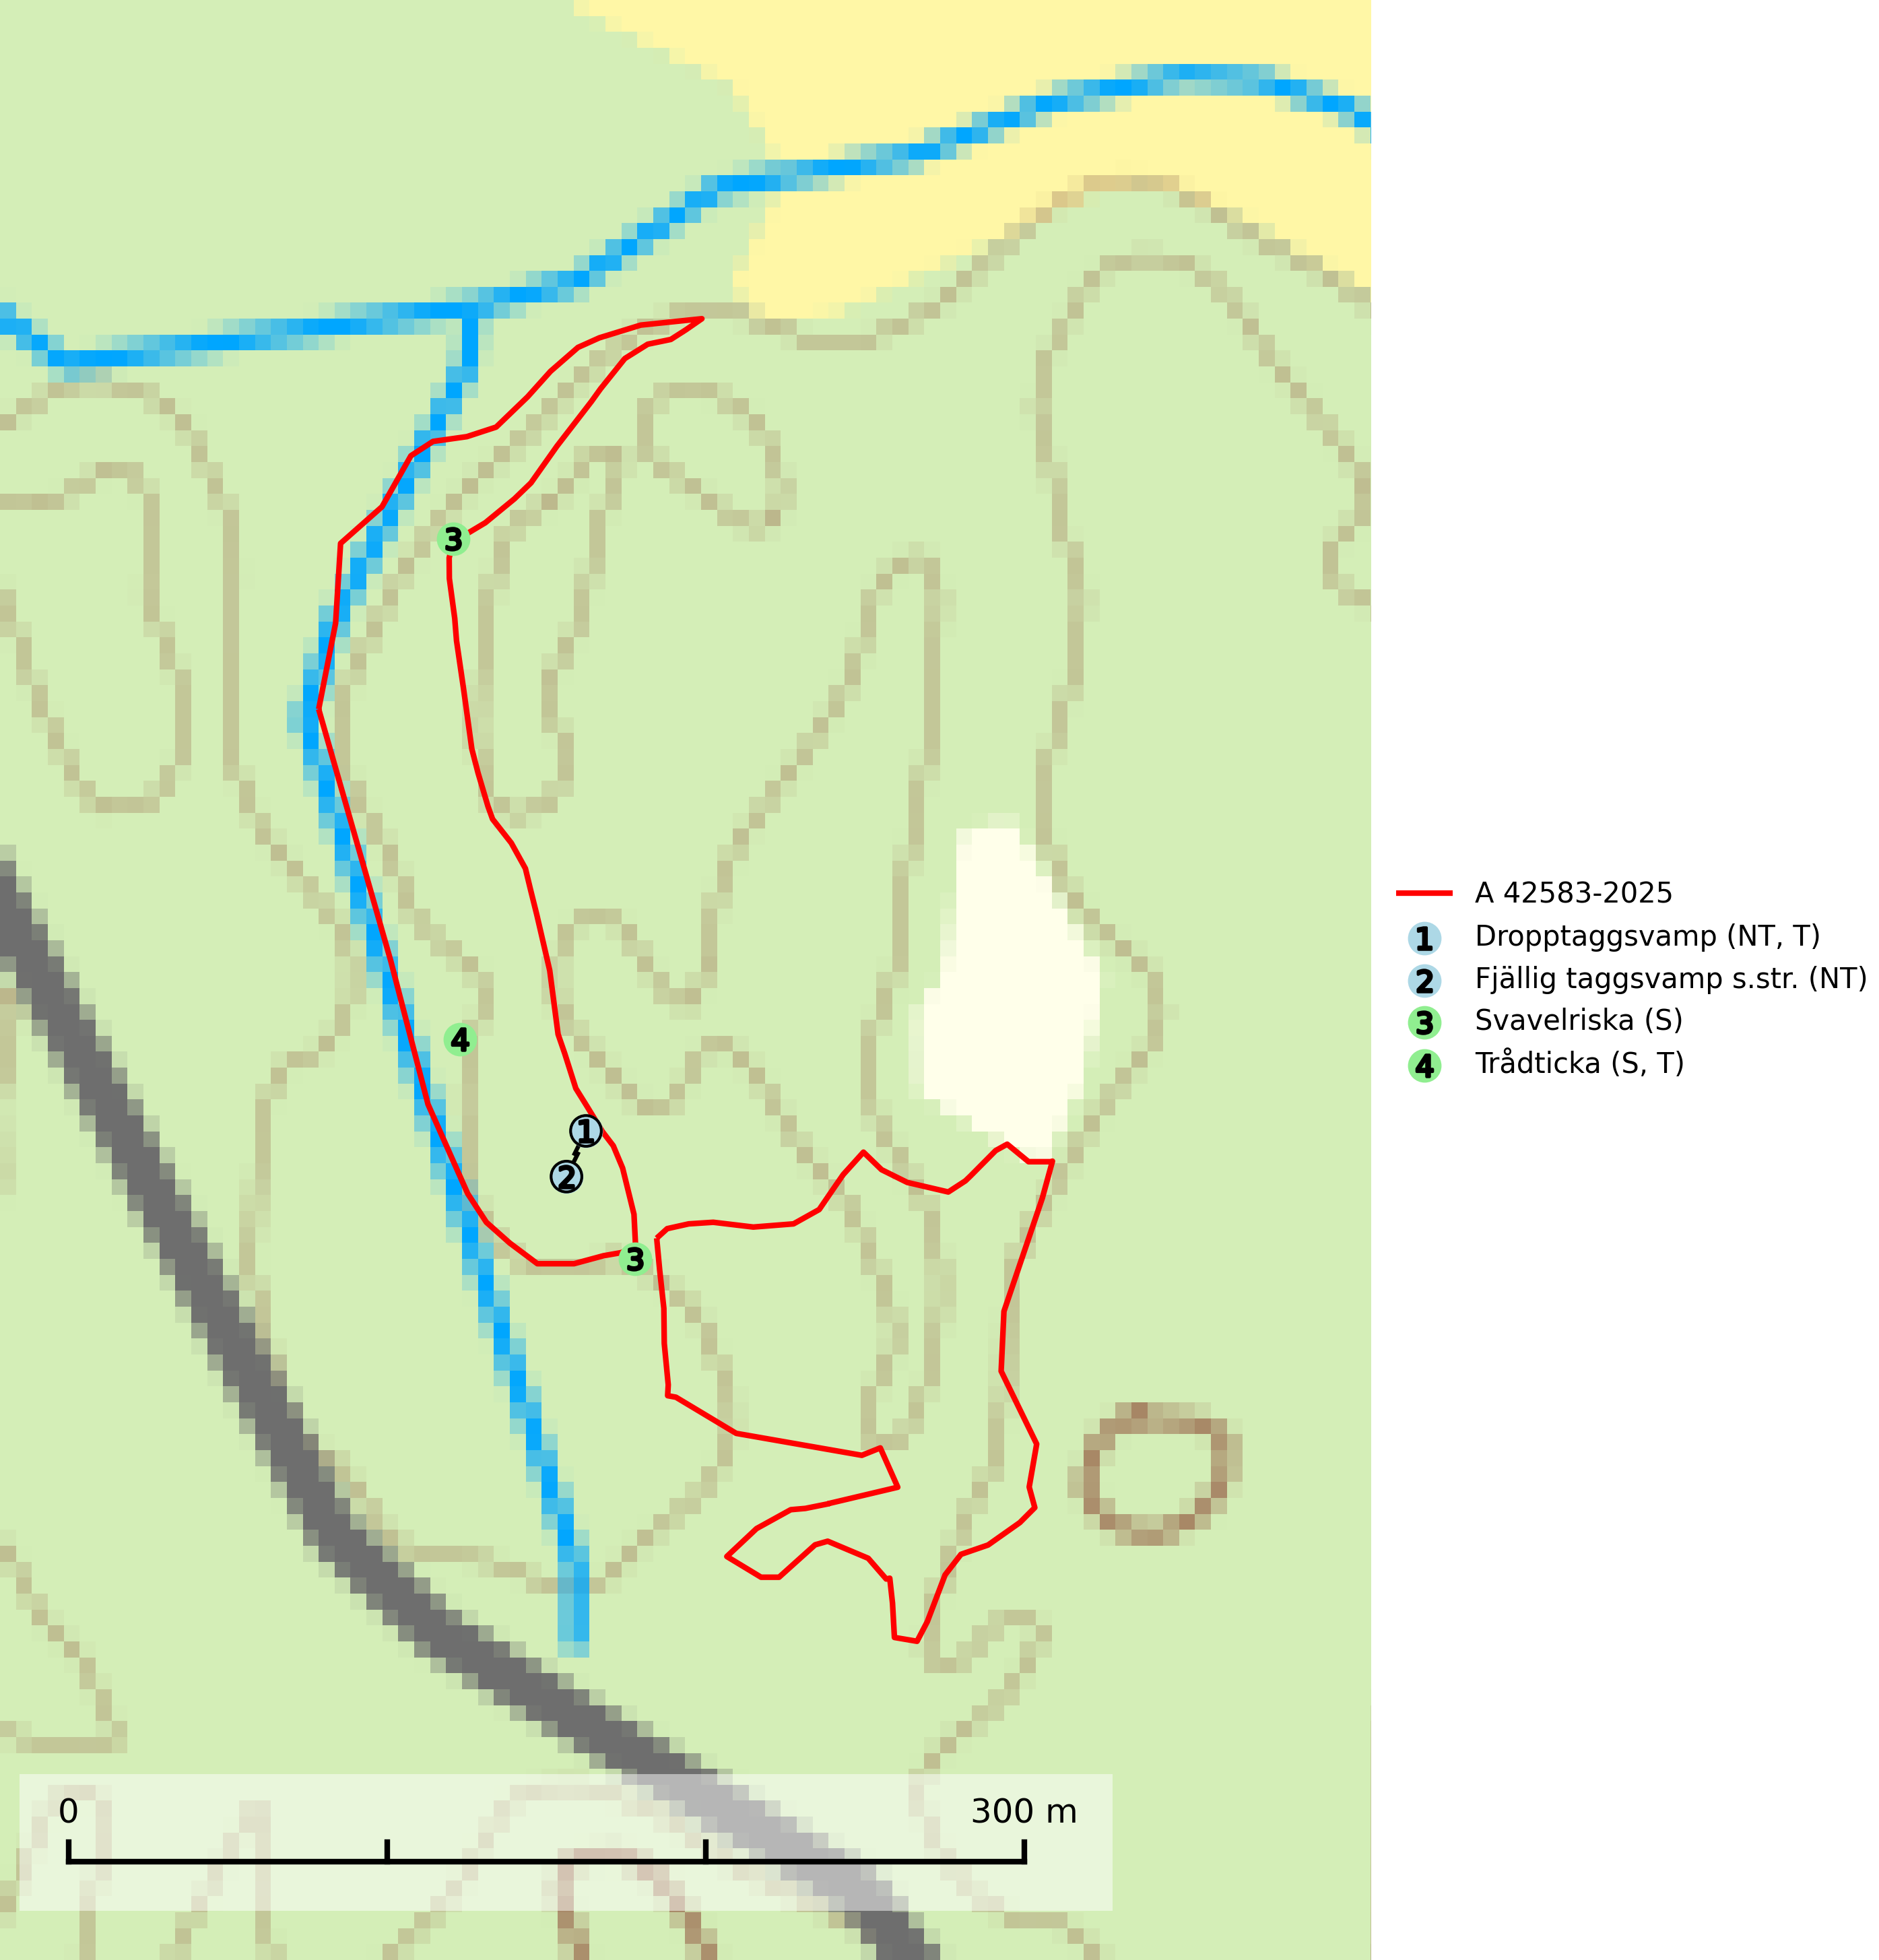 3
4
1
2
3
0
300 m
A 42583-2025
1 Dropptaggsvamp (NT, T)
2 Fjällig taggsvamp s.str. (NT)
3 Svavelriska (S)
4 Trådticka (S, T)